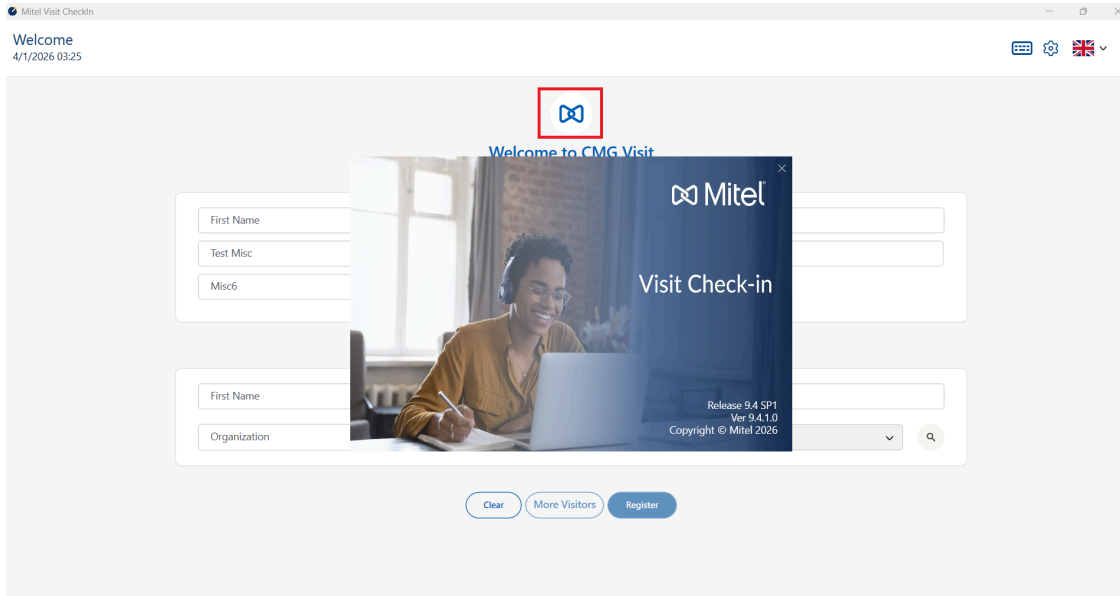 Mitel Visit CheckIn
Welcome
4/1/2026 03:25
Welcome to CMG Visit
Mitel
Visit Check-in
Release 9.4 SP1
Ver 9.4.1.0
Copyright © Mitel 2026
First Name
Test Misc
Misc6
First Name
Organization
Clear
More Visitors
Register